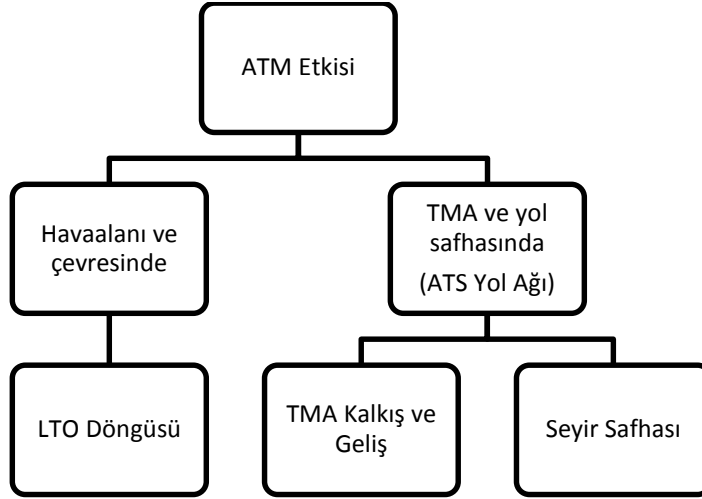 ATM Etkisi
Havaalanı ve
çevresinde
TMA ve yol
safhasında
(ATS Yol Ağı)
LTO Döngüsü
TMA Kalkış ve
Geliş
Seyir Safhası